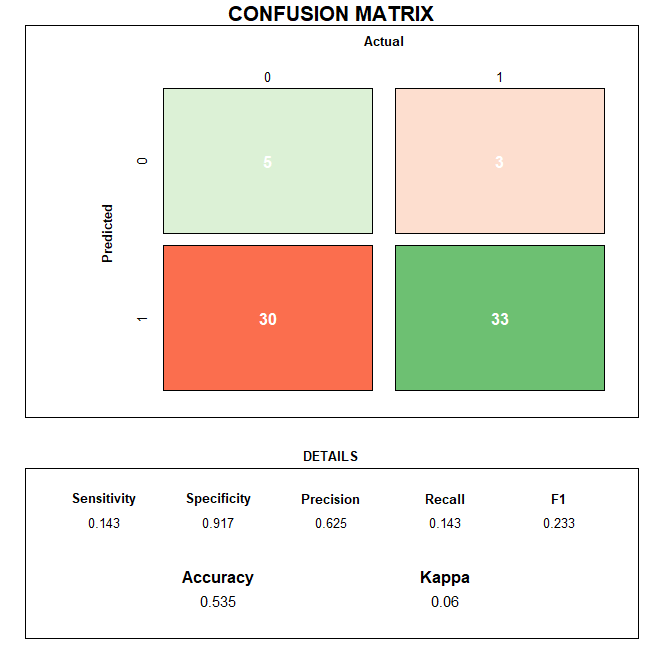 CONFUSION MATRIX
Actual
0 1
Predicted
0
5 3
1
30 33
DETAILS
Sensitivity Specificity Precision Recall F1
0.143 0.917 0.625 0.143 0.233
Accuracy Kappa
0.535 0.06